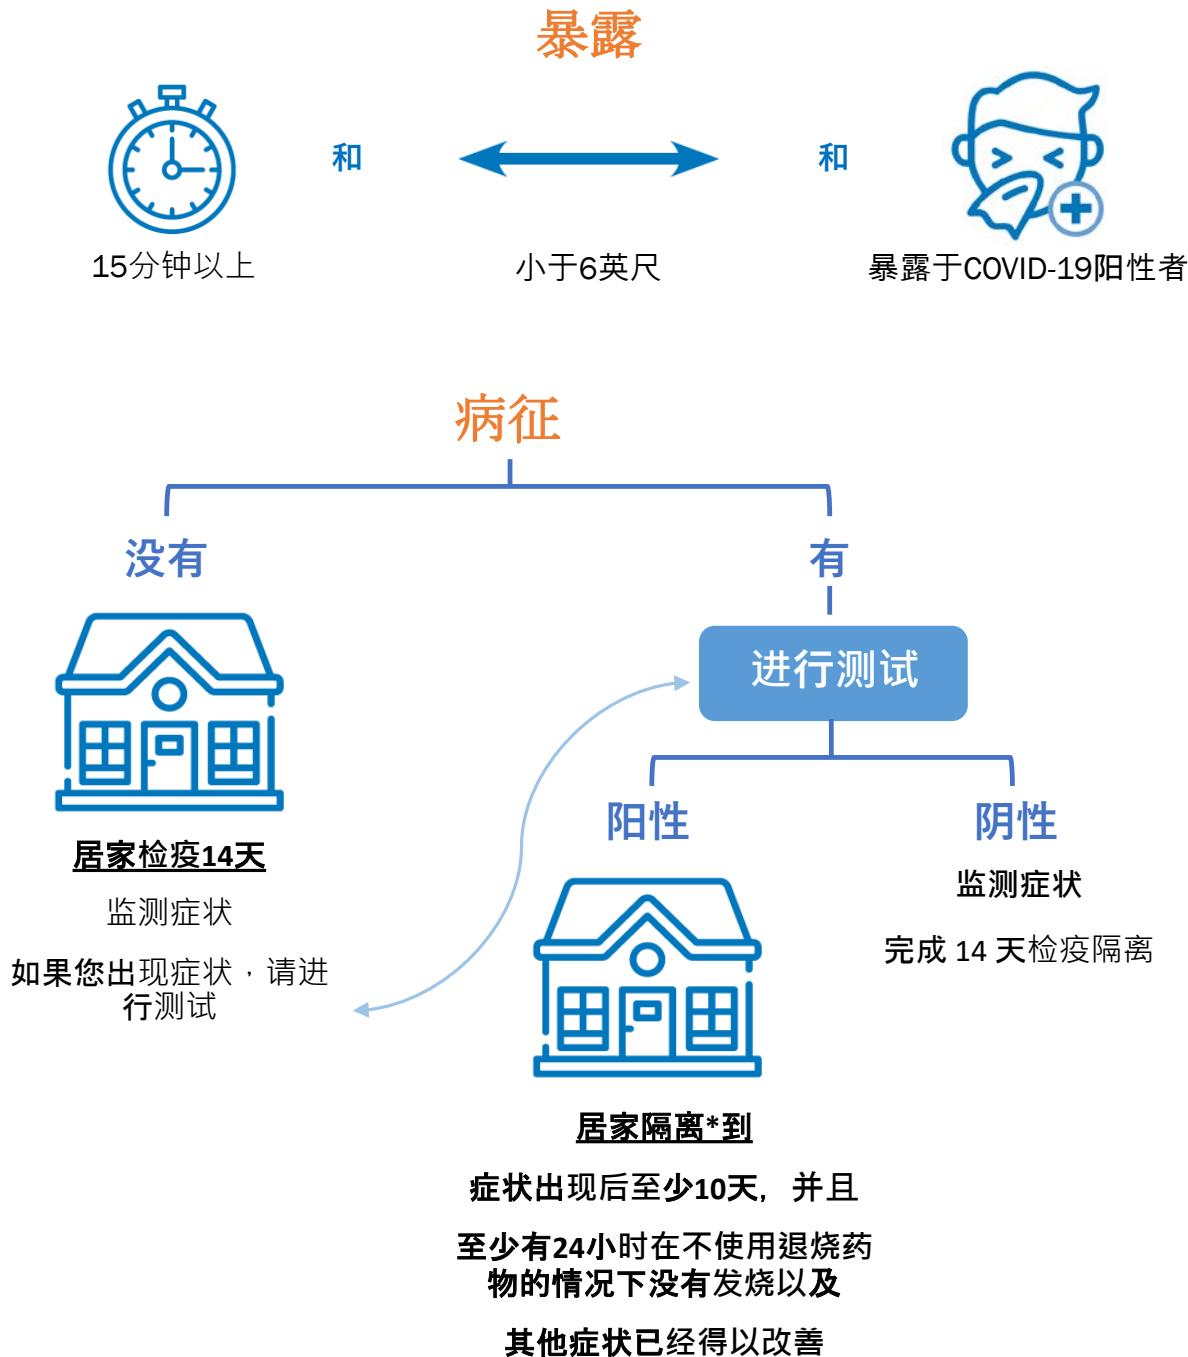 暴露
和
和
15分钟以上
小于6英尺
暴露于COVID-19阳性者
病征
没有
有
进行测试
阳性
阴性
居家检疫14天
监测症状
如果您出现症状，请进
行测试
监测症状
完成 14 天检疫隔离
居家隔离*到
症状出现后至少10天，并且
至少有24小时在不使用退烧药
物的情况下没有发烧以及
其他症状已经得以改善